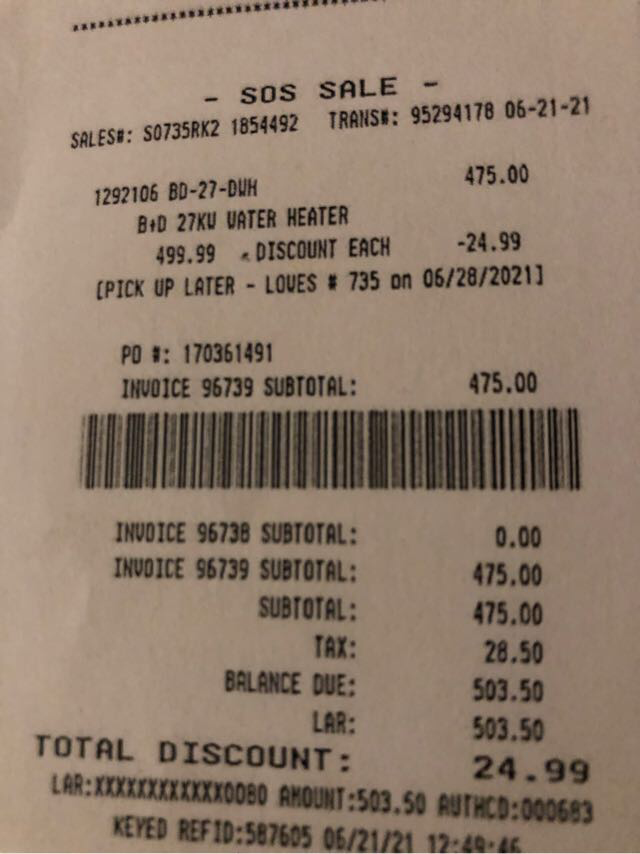 *******************************
- SOS SALE -
SALES#: S0735RK2 1854492 TRANS#: 95294178 06-21-21
1292106 BD-27-DWH 475.00
B+D 27KW WATER HEATER
499.99 DISCOUNT EACH -24.99
[PICK UP LATER - LOWES # 735 on 06/28/2021]
PO #: 170361491
INVOICE 96739 SUBTOTAL: 475.00
INVOICE 96738 SUBTOTAL: 0.00
INVOICE 96739 SUBTOTAL: 475.00
SUBTOTAL: 475.00
TAX: 28.50
BALANCE DUE: 503.50
LAR: 503.50
TOTAL DISCOUNT: 24.99
LAR:XXXXXXXXXXXX0080 AMOUNT:503.50 AUTHCD:000683
KEYED REFID:587605 06/21/21 12:49:46